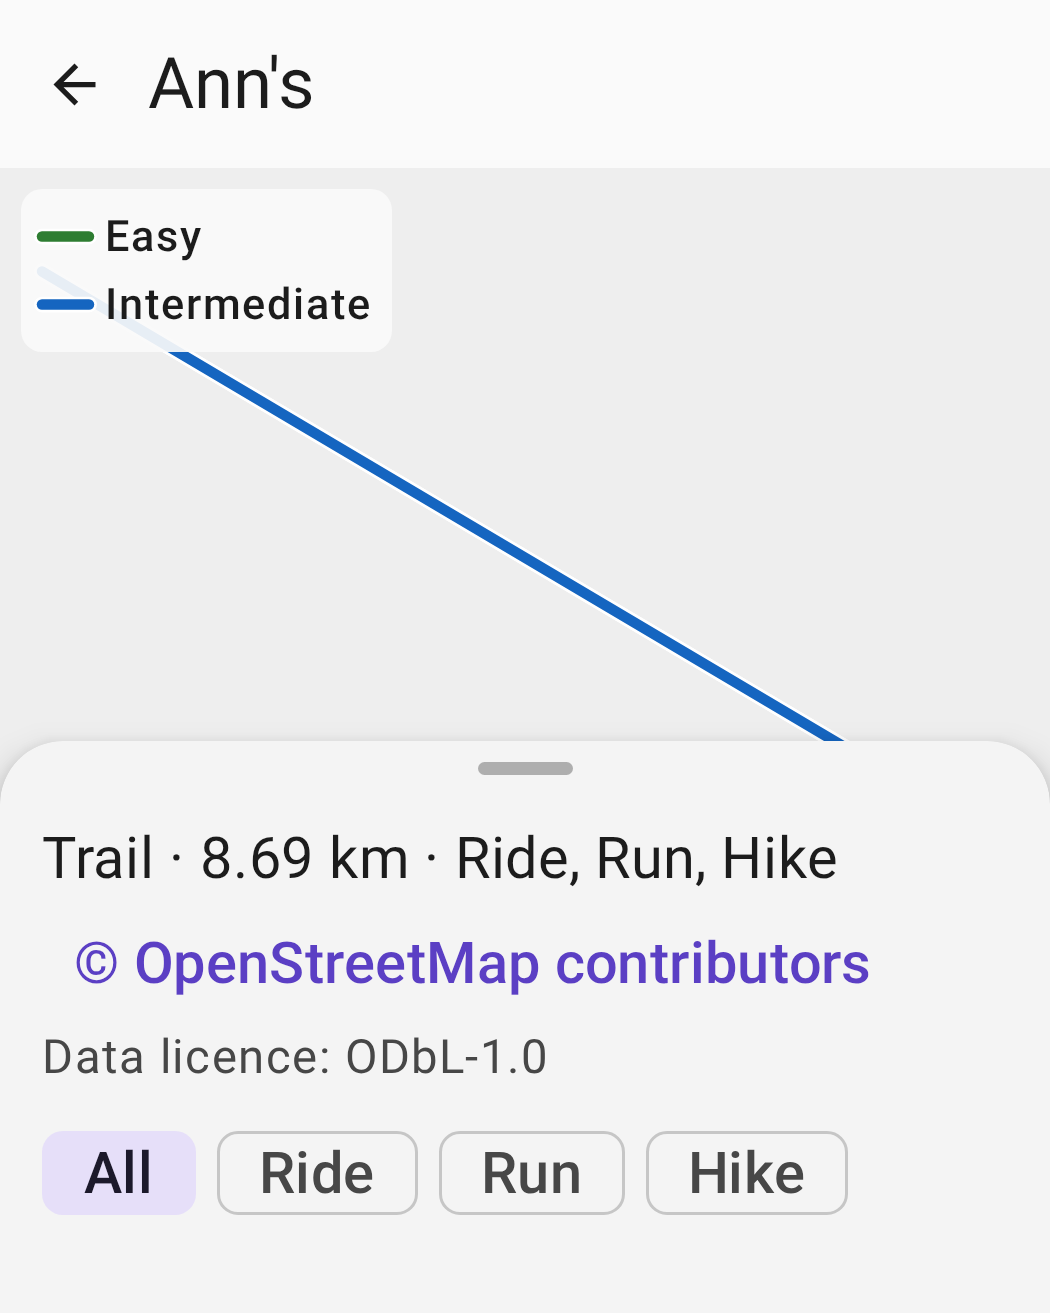 Ann's
Easy
Intermediate
Trail · 8.69 km · Ride, Run, Hike
© OpenStreetMap contributors
Data licence: ODbL-1.0
All Ride Run Hike